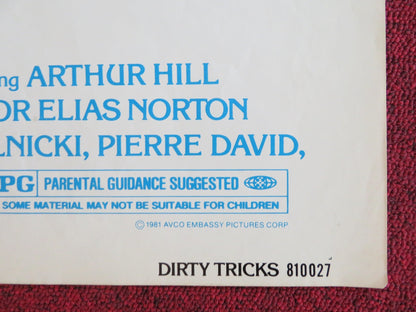 ng ARTHUR HILL
OR ELIAS NORTON
LNICKI, PIERRE DAVID,
PG PARENTAL GUIDANCE SUGGESTED
SOME MATERIAL MAY NOT BE SUITABLE FOR CHILDREN
©1981 AVCO EMBASSY PICTURES CORP
DIRTY TRICKS 810027